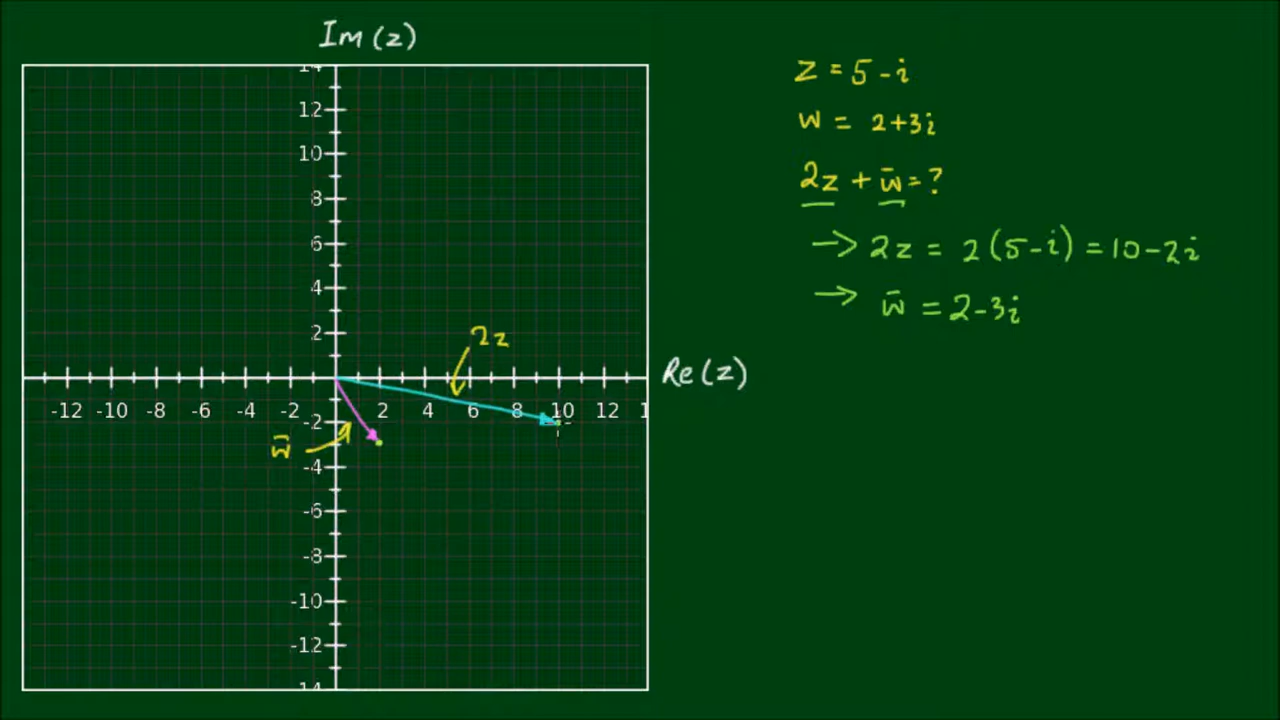 Im(z)
z = 5 - i
w = 2+3i
2z + w̄ = ?
→ 2z = 2(5-i) = 10-2i
→ w̄ = 2-3i
14
12
10
8
6
4
2
2z
Re(z)
-12 -10 -8 -6 -4 -2 2 4 6 8 10 12 1
-2
w̄
-4
-6
-8
-10
-12
14